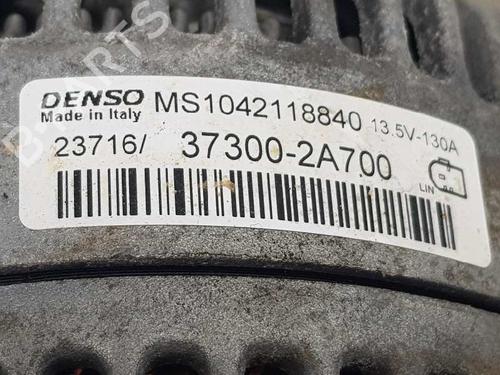 DENSO MS1042118840 13.5V-130A
Made in Italy
23716/ 37300-2A700
LIN